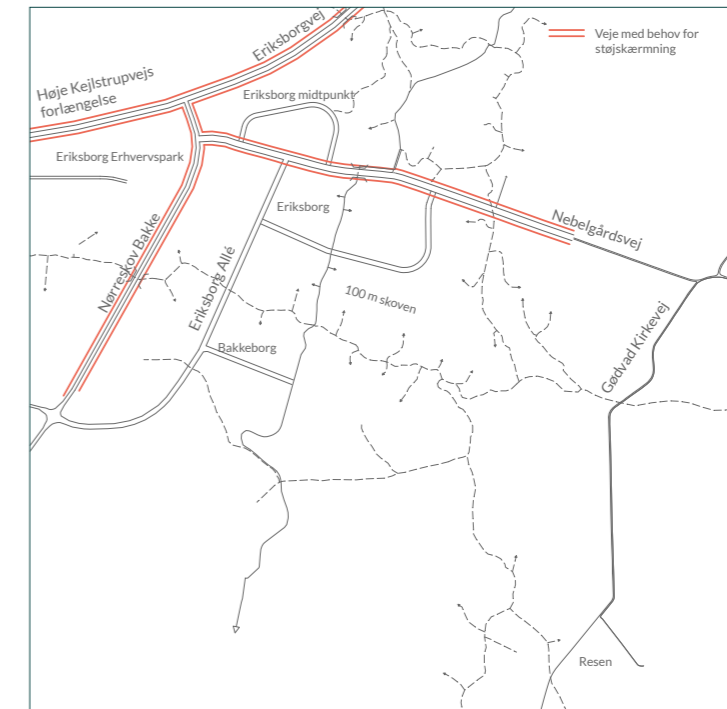 Veje med behov for
støjskærmning
Eriksborgvej
Høje Kejlstrupvejs
forlængelse
Eriksborg midtpunkt
Eriksborg Erhvervspark
Eriksborg
Nebelgårdsvej
Nørreskov Bakke
Eriksborg Allé
100 m skoven
Bakkeborg
Gødvad Kirkevej
Resen